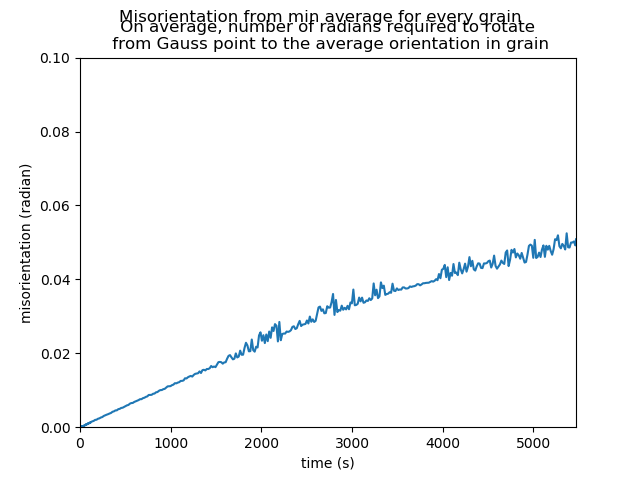 Misorientation from min average for every grain
On average, number of radians required to rotate
from Gauss point to the average orientation in grain
0.10
0.08
0.06
0.04
0.02
0.00
misorientation (radian)
0 1000 2000 3000 4000 5000
time (s)